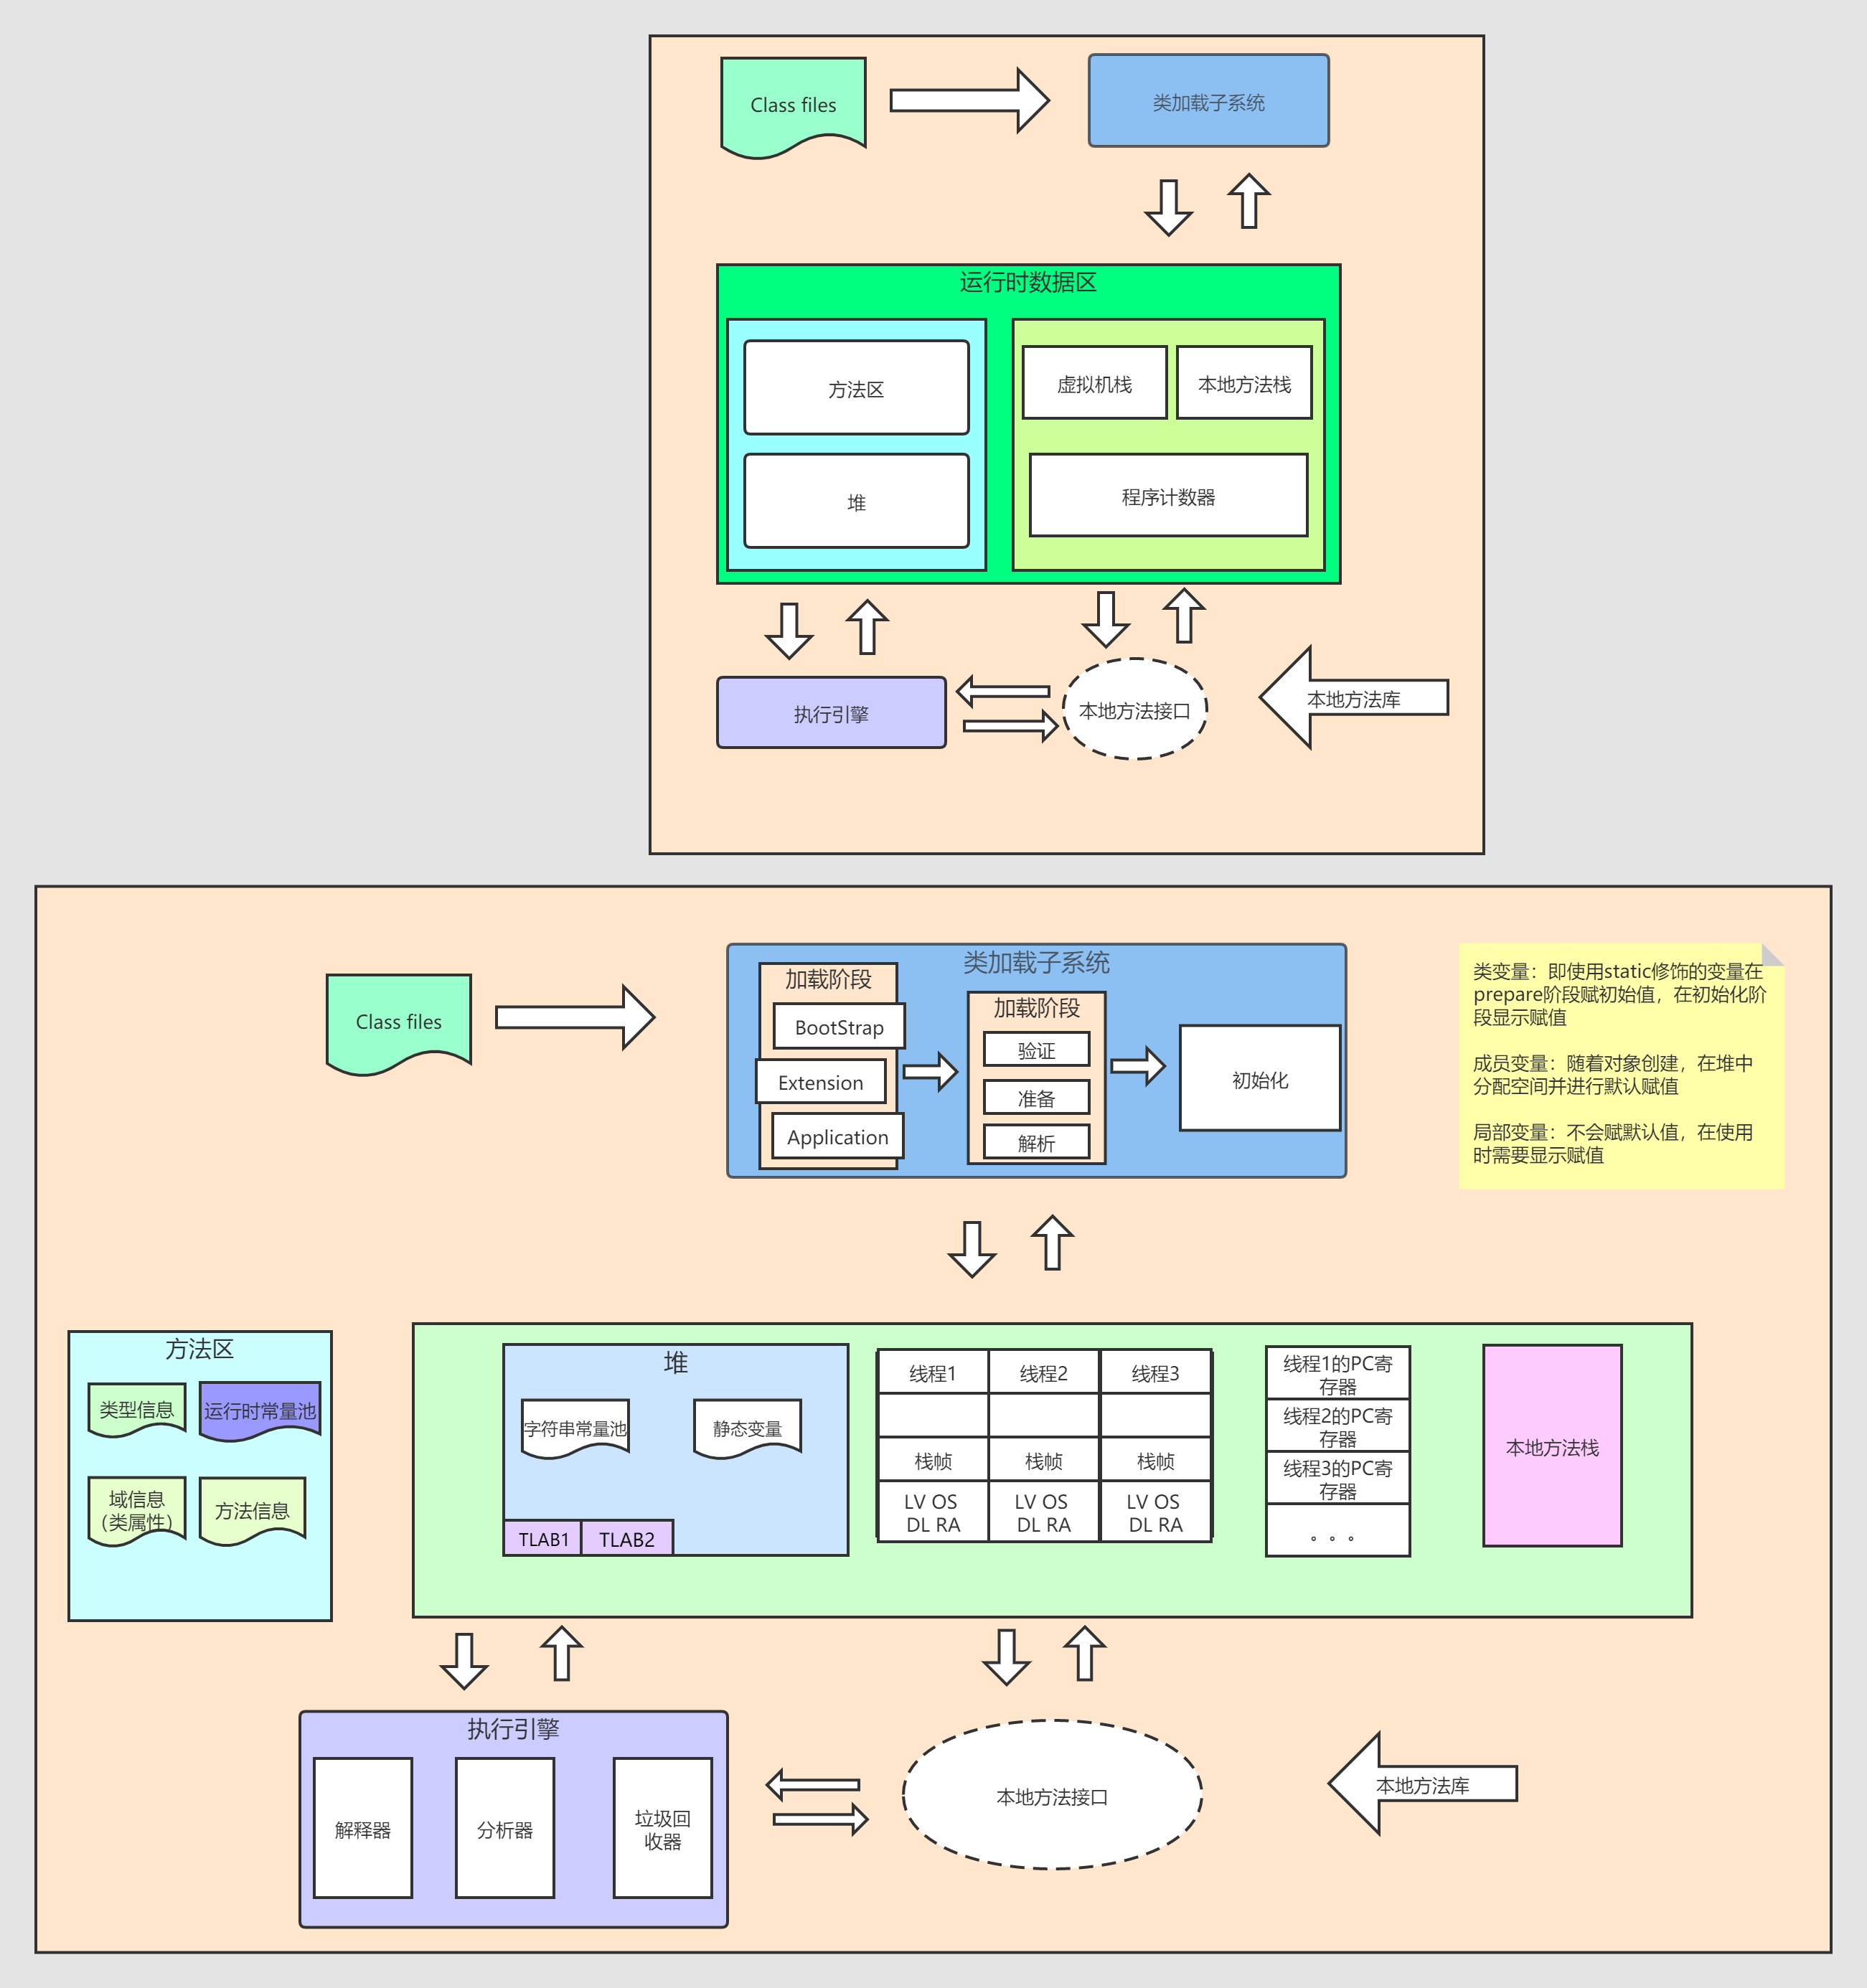 Class files
类加载子系统
运行时数据区
方法区
虚拟机栈
本地方法栈
堆
程序计数器
执行引擎
本地方法接口
本地方法库
类加载子系统
加载阶段
BootStrap
Extension
Application
加载阶段
验证
准备
解析
初始化
Class files
类变量：即使用static修饰的变量在
prepare阶段赋初始值，在初始化阶
段显示赋值
成员变量：随着对象创建，在堆中
分配空间并进行默认赋值
局部变量：不会赋默认值，在使用
时需要显示赋值
方法区
类型信息
运行时常量池
域信息
（类属性）
方法信息
堆
字符串常量池
静态变量
TLAB1
TLAB2
线程1
线程2
线程3
栈帧
栈帧
栈帧
LV OS
DL RA
LV OS
DL RA
LV OS
DL RA
线程1的PC寄
存器
线程2的PC寄
存器
线程3的PC寄
存器
。。。
本地方法栈
执行引擎
解释器
分析器
垃圾回
收器
本地方法接口
本地方法库